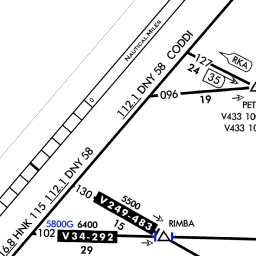 NAUTICAL MILES
0
112.1 DNY 58 CODDI
127
24
35
RKA
096
19
PET
V433 10
V433 10
16.8 HNK 115 112.1 DNY 58
130
V249-483
5500
15
5800G 6400
102
V34-292
29
RIMBA